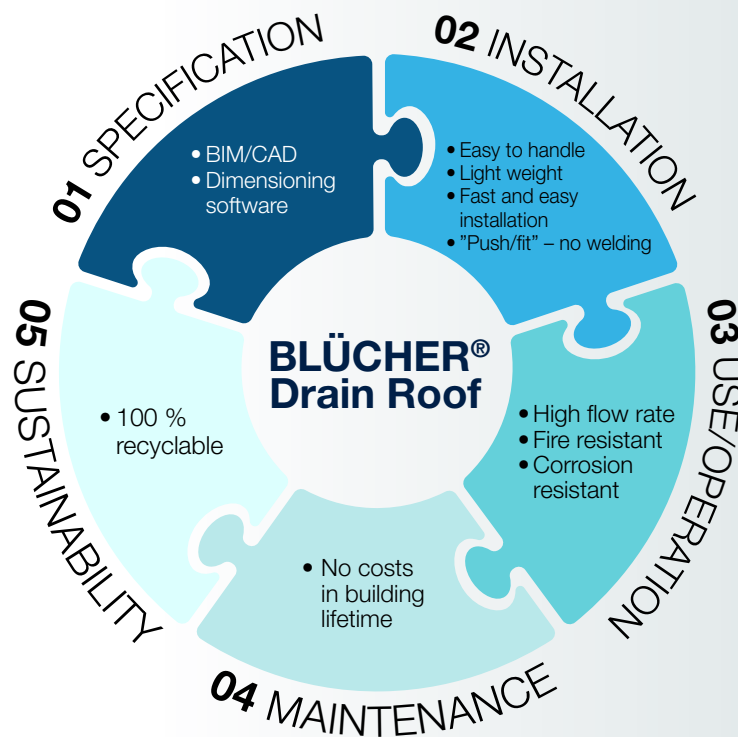 BLÜCHER®
Drain Roof
01 SPECIFICATION
• BIM/CAD
• Dimensioning
software
02 INSTALLATION
• Easy to handle
• Light weight
• Fast and easy
installation
• ”Push/fit” – no welding
03 USE/OPERATION
• High flow rate
• Fire resistant
• Corrosion
resistant
04 MAINTENANCE
• No costs
in building
lifetime
05 SUSTAINABILITY
• 100 %
recyclable